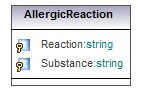 AllergicReaction
Reaction:string
Substance:string